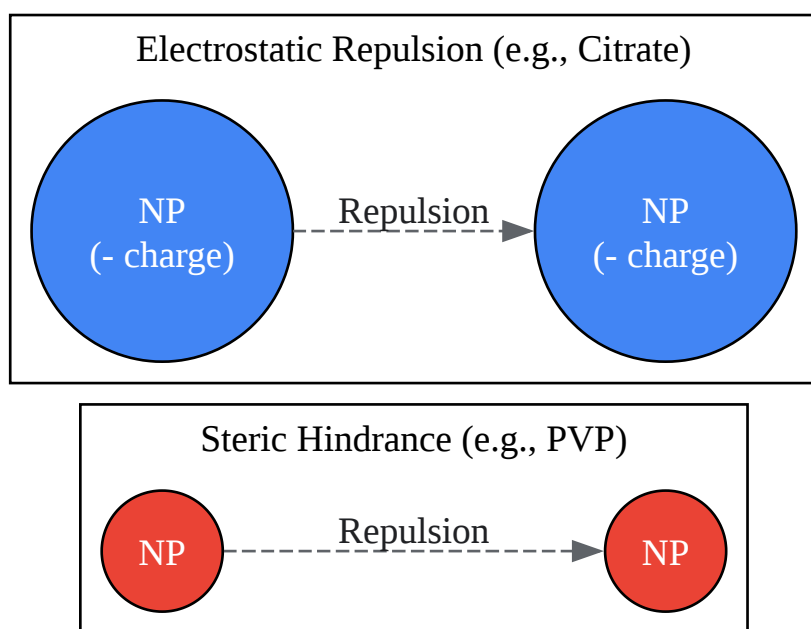 Electrostatic Repulsion (e.g., Citrate)
NP
(- charge)
Repulsion
NP
(- charge)
Steric Hindrance (e.g., PVP)
NP
Repulsion
NP